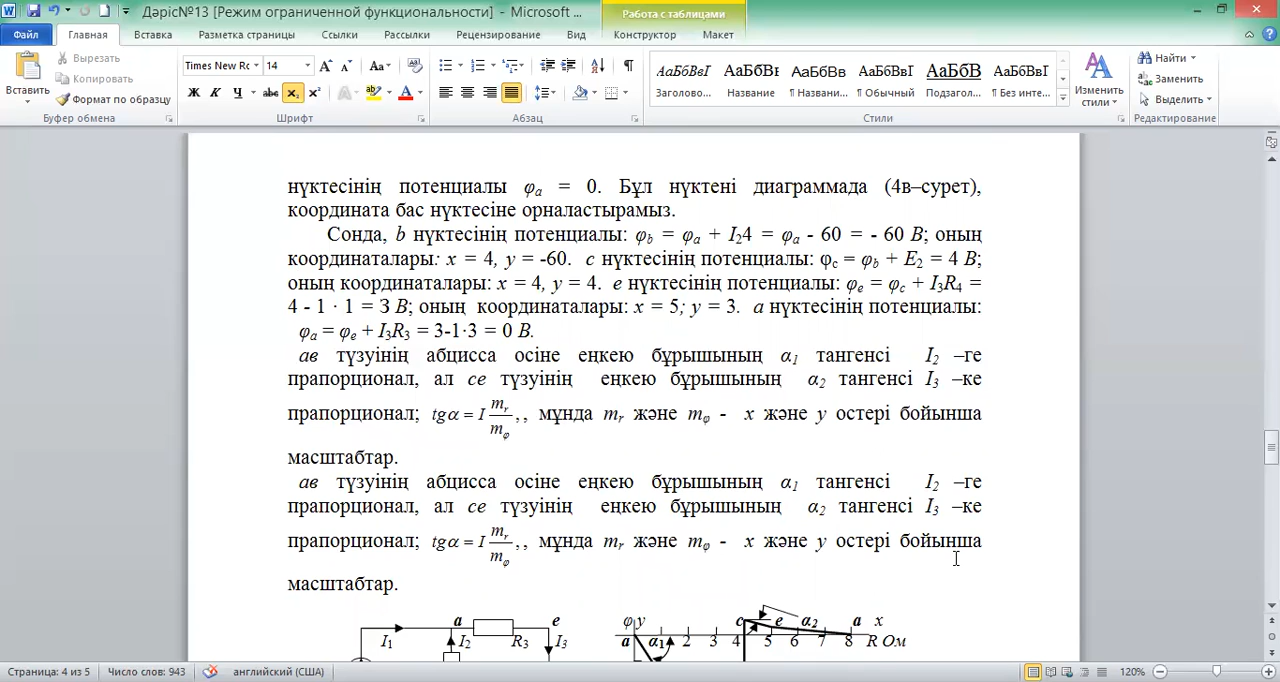 Дәріс№13 [Режим ограниченной функциональности] - Microsoft ...
Работа с таблицами
Файл Главная Вставка Разметка страницы Ссылки Рассылки Рецензирование Вид Конструктор Макет
Вырезать
Копировать
Формат по образцу
Вставить
Буфер обмена
Times New Rc 14
Ж К Ч abc x₂ x²
Шрифт
Абзац
АаБбВвІ АаБбВв АаБбВв АаБбВвІ АаБбВ АаБбВвІ
Заголово... Название ¶ Названи... ¶ Обычный Подзагол... ¶ Без инте...
Стили
Изменить стили
Найти
Заменить
Выделить
Редактирование
нүктесінің потенциалы φa = 0. Бұл нүктені диаграммада (4в–сурет),
координата бас нүктесіне орналастырамыз.
Сонда, b нүктесінің потенциалы: φb = φa + I₂4 = φa - 60 = - 60 В; оның
координаталары: x = 4, y = -60. c нүктесінің потенциалы: φc = φb + E₂ = 4 В;
оның координаталары: x = 4, y = 4. e нүктесінің потенциалы: φe = φc + I₃R₄ =
4 - 1 · 1 = 3 В; оның координаталары: x = 5; y = 3. a нүктесінің потенциалы:
φa = φe + I₃R₃ = 3-1·3 = 0 В.
ав түзуінің абцисса осіне еңкею бұрышының α₁ тангенсі I₂ –ге
прапорционал, ал се түзуінің еңкею бұрышының α₂ тангенсі I₃ –ке
прапорционал; tgα = I mr/mφ,, мұнда mr және mφ - x және y остері бойынша
масштабтар.
ав түзуінің абцисса осіне еңкею бұрышының α₁ тангенсі I₂ –ге
прапорционал, ал се түзуінің еңкею бұрышының α₂ тангенсі I₃ –ке
прапорционал; tgα = I mr/mφ,, мұнда mr және mφ - x және y остері бойынша
масштабтар.
a e φ y c e α₂ a x
I₁ I₂ R₃ I₃ a α₁ 2 3 4 5 6 7 8 R Ом
Страница: 4 из 5 Число слов: 943 английский (США) 120%